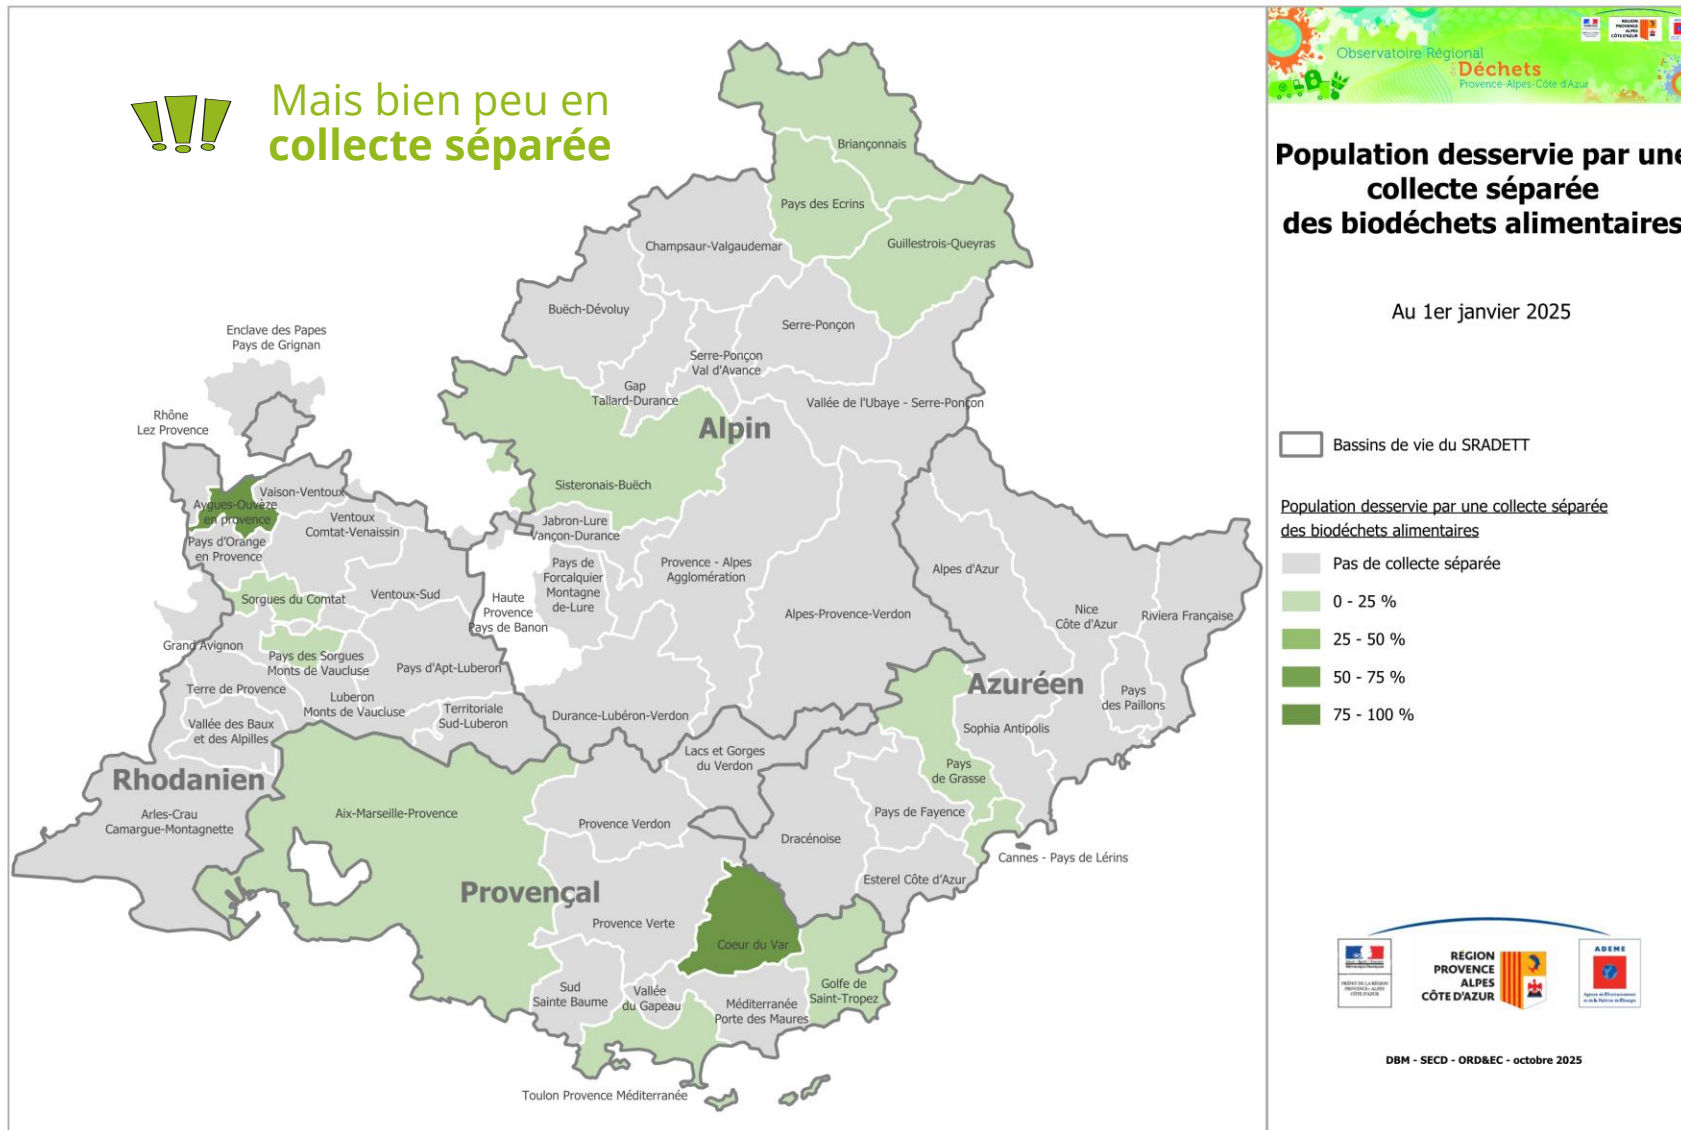 Mais bien peu en
collecte séparée
Briançonnais
Pays des Ecrins
Guillestrois-Queyras
Champsaur-Valgaudemar
Buëch-Dévoluy
Serre-Ponçon
Enclave des Papes
Pays de Grignan
Serre-Ponçon
Val d'Avance
Gap
Tallard-Durance
Vallée de l'Ubaye - Serre-Ponçon
Rhône
Lez Provence
Alpin
Sisteronais-Buëch
Vaison-Ventoux
Aygues-Ouvèze
en provence
Ventoux
Comtat-Venaissin
Jabron-Lure
Vançon-Durance
Pays d'Orange
en Provence
Pays de
Forcalquier
Montagne
de-Lure
Provence - Alpes
Agglomération
Alpes d'Azur
Sorgues du Comtat
Ventoux-Sud
Haute
Provence
Pays de Banon
Alpes-Provence-Verdon
Nice
Côte d'Azur
Riviera Française
Grand Avignon
Pays des Sorgues
Monts de Vaucluse
Pays d'Apt-Luberon
Terre de Provence
Luberon
Monts de Vaucluse
Azuréen
Pays
des Paillons
Vallée des Baux
et des Alpilles
Territoriale
Sud-Luberon
Durance-Lubéron-Verdon
Sophia Antipolis
Lacs et Gorges
du Verdon
Pays
de Grasse
Rhodanien
Arles-Crau
Camargue-Montagnette
Aix-Marseille-Provence
Provence Verdon
Pays de Fayence
Dracénoise
Cannes - Pays de Lérins
Esterel Côte d'Azur
Provençal
Provence Verte
Coeur du Var
Sud
Sainte Baume
Vallée
du Gapeau
Méditerranée
Porte des Maures
Golfe de
Saint-Tropez
Toulon Provence Méditerranée
Observatoire Régional
des Déchets
Provence-Alpes-Côte d'Azur
Population desservie par une
collecte séparée
des biodéchets alimentaires
Au 1er janvier 2025
Bassins de vie du SRADETT
Population desservie par une collecte séparée
des biodéchets alimentaires
Pas de collecte séparée
0 - 25 %
25 - 50 %
50 - 75 %
75 - 100 %
RÉGION
PROVENCE
ALPES
CÔTE D'AZUR
ADEME
DBM - SECD - ORD&EC - octobre 2025